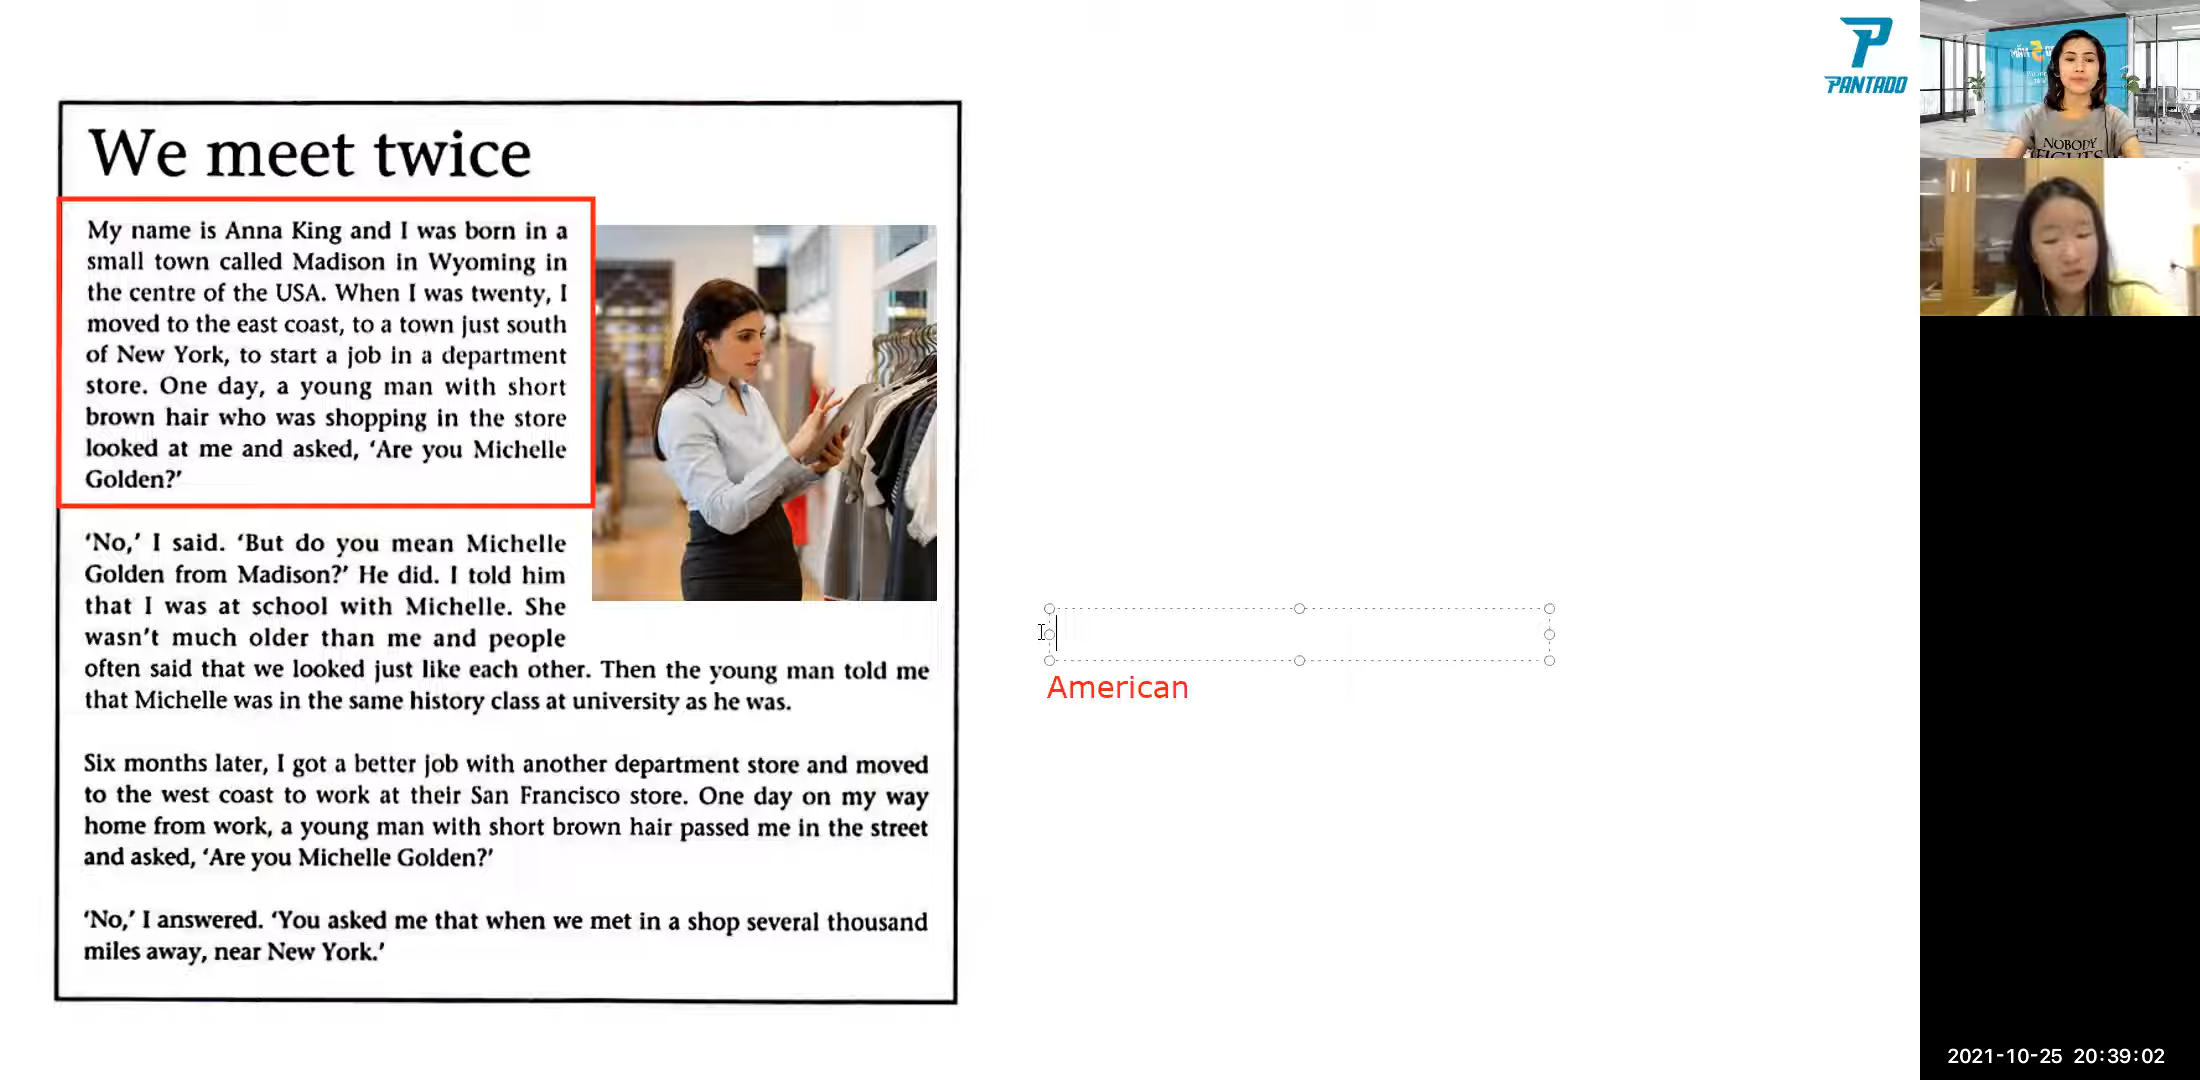 We meet twice
My name is Anna King and I was born in a
small town called Madison in Wyoming in
the centre of the USA. When I was twenty, I
moved to the east coast, to a town just south
of New York, to start a job in a department
store. One day, a young man with short
brown hair who was shopping in the store
looked at me and asked, ‘Are you Michelle
Golden?’
‘No,’ I said. ‘But do you mean Michelle
Golden from Madison?’ He did. I told him
that I was at school with Michelle. She
wasn’t much older than me and people
often said that we looked just like each other. Then the young man told me
that Michelle was in the same history class at university as he was.
Six months later, I got a better job with another department store and moved
to the west coast to work at their San Francisco store. One day on my way
home from work, a young man with short brown hair passed me in the street
and asked, ‘Are you Michelle Golden?’
‘No,’ I answered. ‘You asked me that when we met in a shop several thousand
miles away, near New York.’
American
PANTADO
5
NOBODY
FIGHTS
2021-10-25 20:39:02